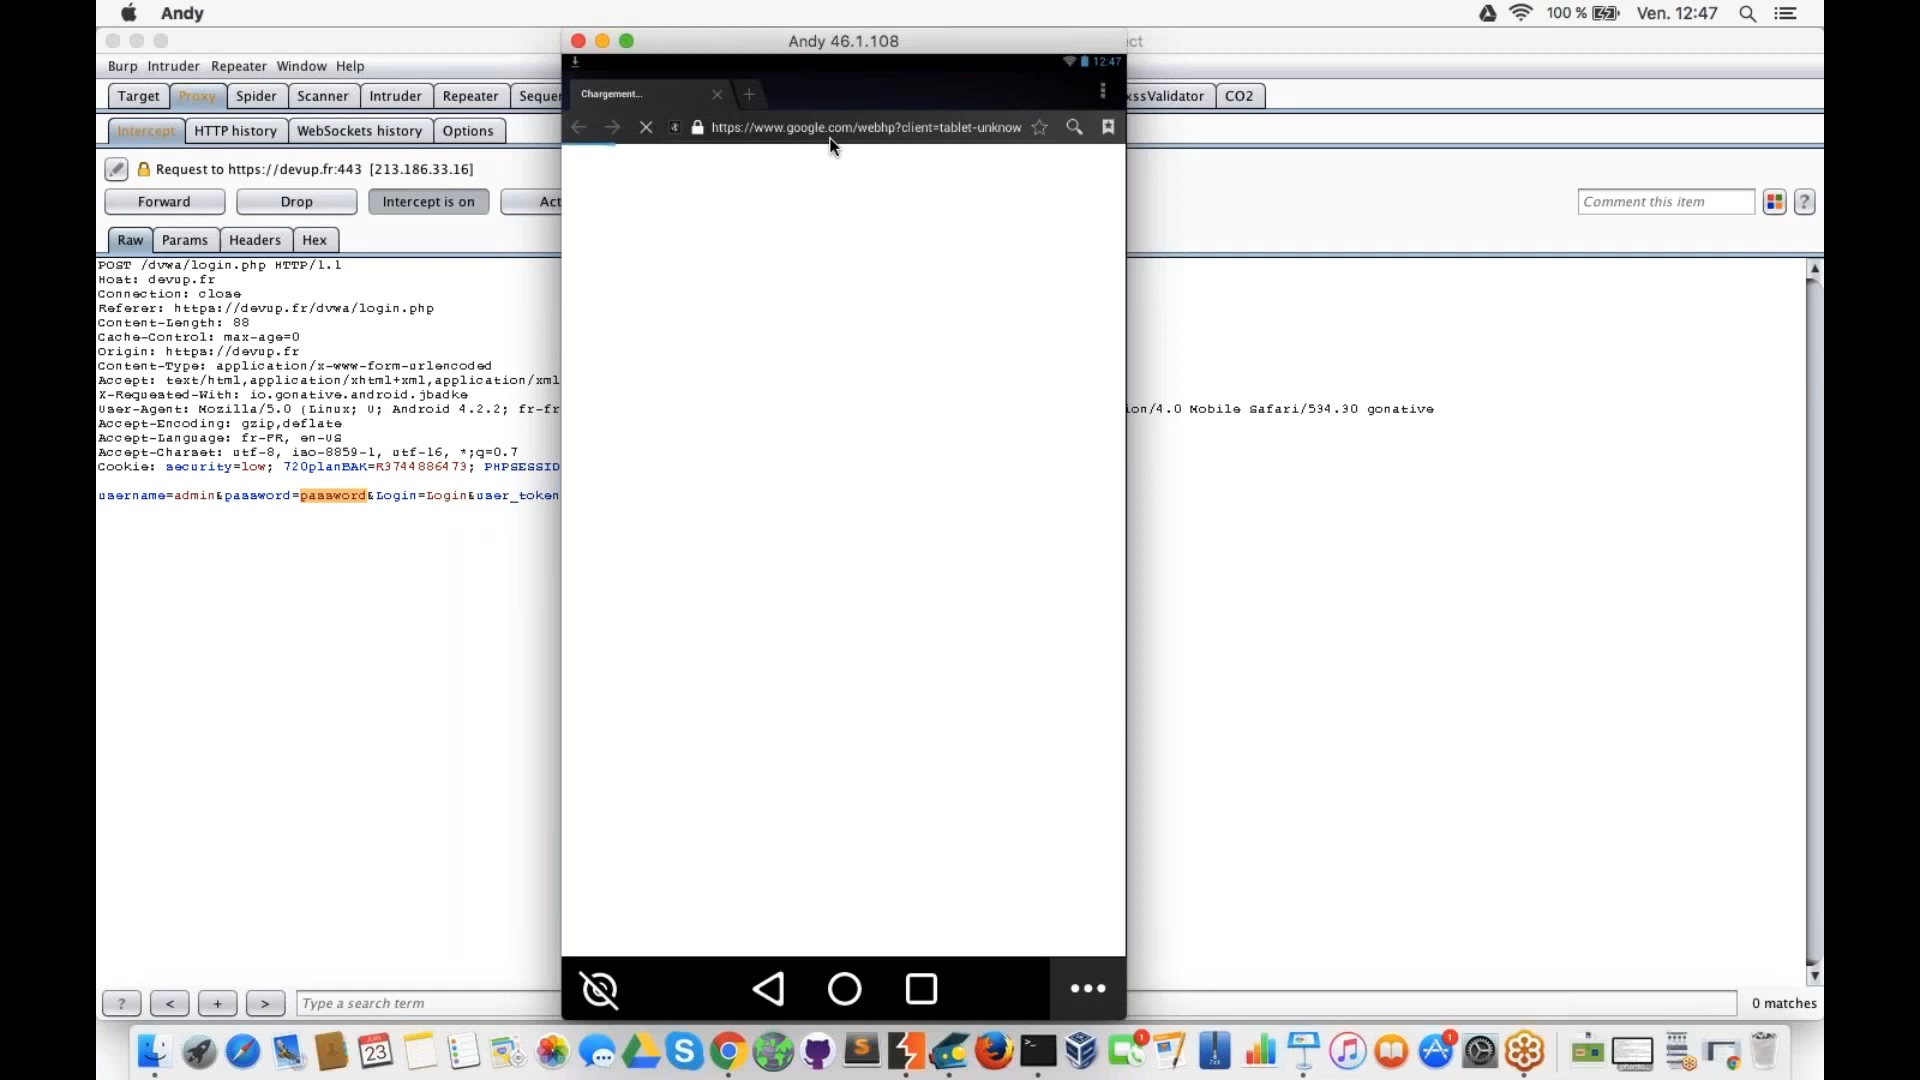 Andy
100 %
Ven. 12:47
Andy 46.1.108
ect
Burp Intruder Repeater Window Help
12:47
Target Proxy Spider Scanner Intruder Repeater Sequen
xssValidator CO2
Chargement...
Intercept HTTP history WebSockets history Options
https://www.google.com/webhp?client=tablet-unknow
Request to https://devup.fr:443 [213.186.33.16]
Forward Drop Intercept is on Act
Comment this item
?
Raw Params Headers Hex
POST /dvwa/login.php HTTP/1.1
Host: devup.fr
Connection: close
Referer: https://devup.fr/dvwa/login.php
Content-Length: 88
Cache-Control: max-age=0
Origin: https://devup.fr
Content-Type: application/x-www-form-urlencoded
Accept: text/html,application/xhtml+xml,application/xml
X-Requested-With: io.gonative.android.jbadke
User-Agent: Mozilla/5.0 (Linux; U; Android 4.2.2; fr-fr
ion/4.0 Mobile Safari/534.30 gonative
Accept-Encoding: gzip,deflate
Accept-Language: fr-FR, en-US
Accept-Charset: utf-8, iso-8859-1, utf-16, *;q=0.7
Cookie: security=low; 720planBAK=R3744886473; PHPSESSID
username=admin&password=password&Login=Login&user_token
? < + > Type a search term
0 matches
23
1
1